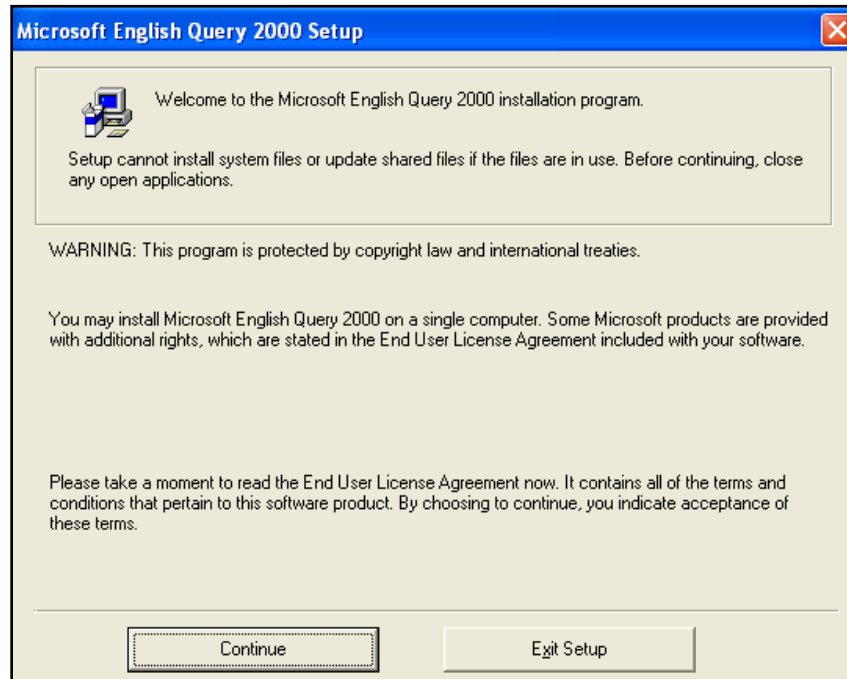 Microsoft English Query 2000 Setup
Welcome to the Microsoft English Query 2000 installation program.
Setup cannot install system files or update shared files if the files are in use. Before continuing, close
any open applications.
WARNING: This program is protected by copyright law and international treaties.
You may install Microsoft English Query 2000 on a single computer. Some Microsoft products are provided
with additional rights, which are stated in the End User License Agreement included with your software.
Please take a moment to read the End User License Agreement now. It contains all of the terms and
conditions that pertain to this software product. By choosing to continue, you indicate acceptance of
these terms.
Continue
Exit Setup